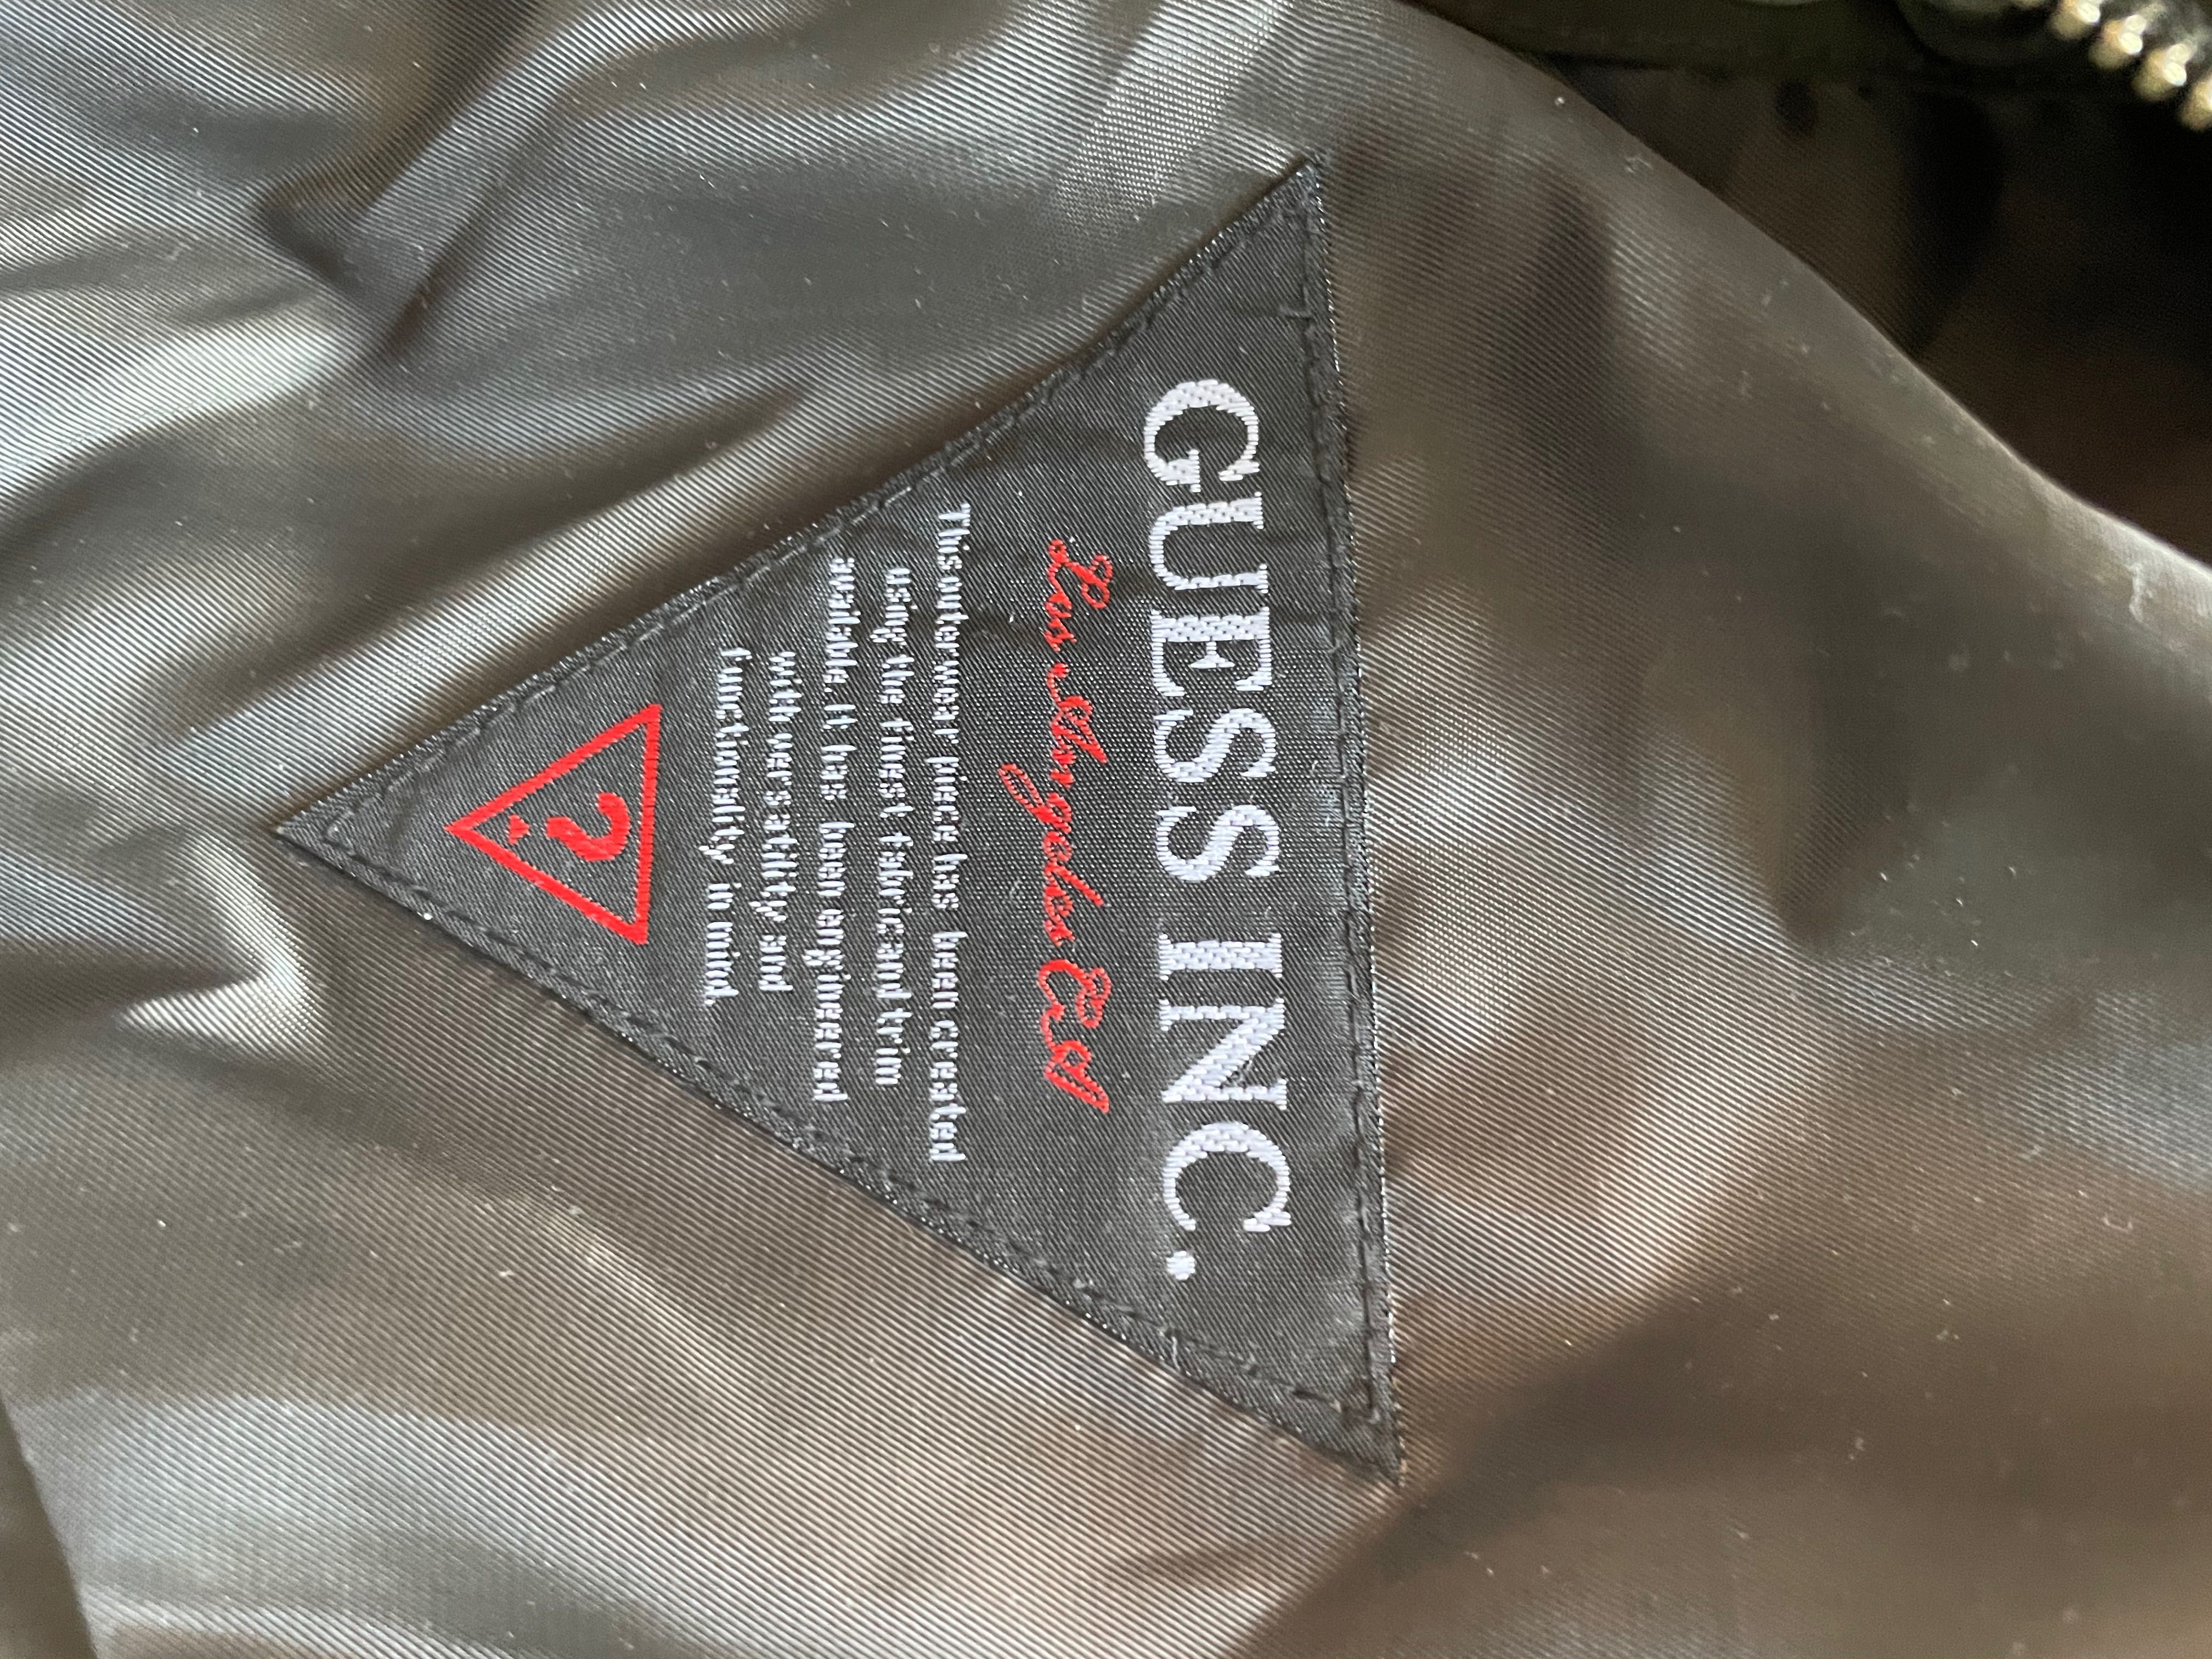 GUESS INC.
Los Angeles Cal
This outerwear piece has been created
using the finest fabric and trim
available. It has been engineered
with versatility and
functionality in mind.
?